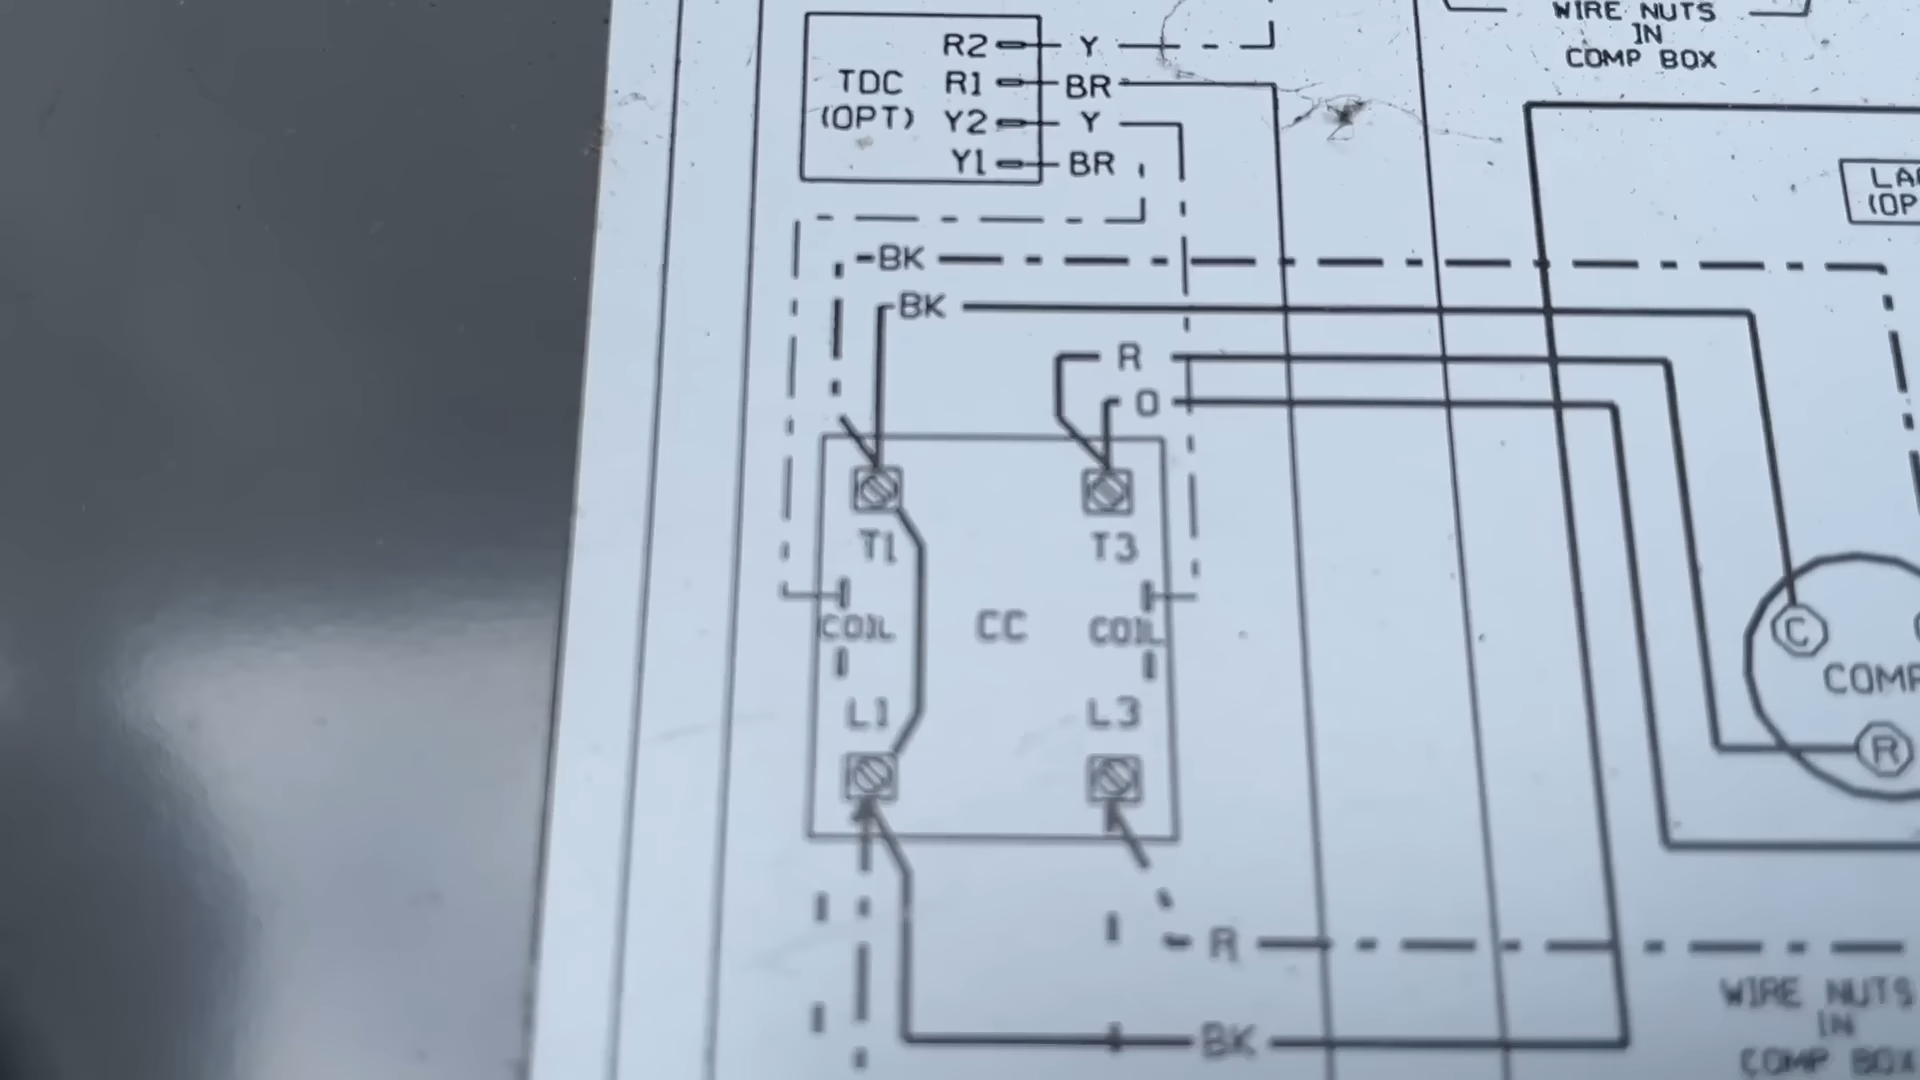 WIRE NUTS
IN
COMP BOX
R2 Y
TDC R1 BR
(OPT) Y2 Y
Y1 BR
BK
BK
R
O
T1 T3
COIL CC COIL
L1 L3
C
R
R
BK
WIRE NUTS
IN
COMP BOX